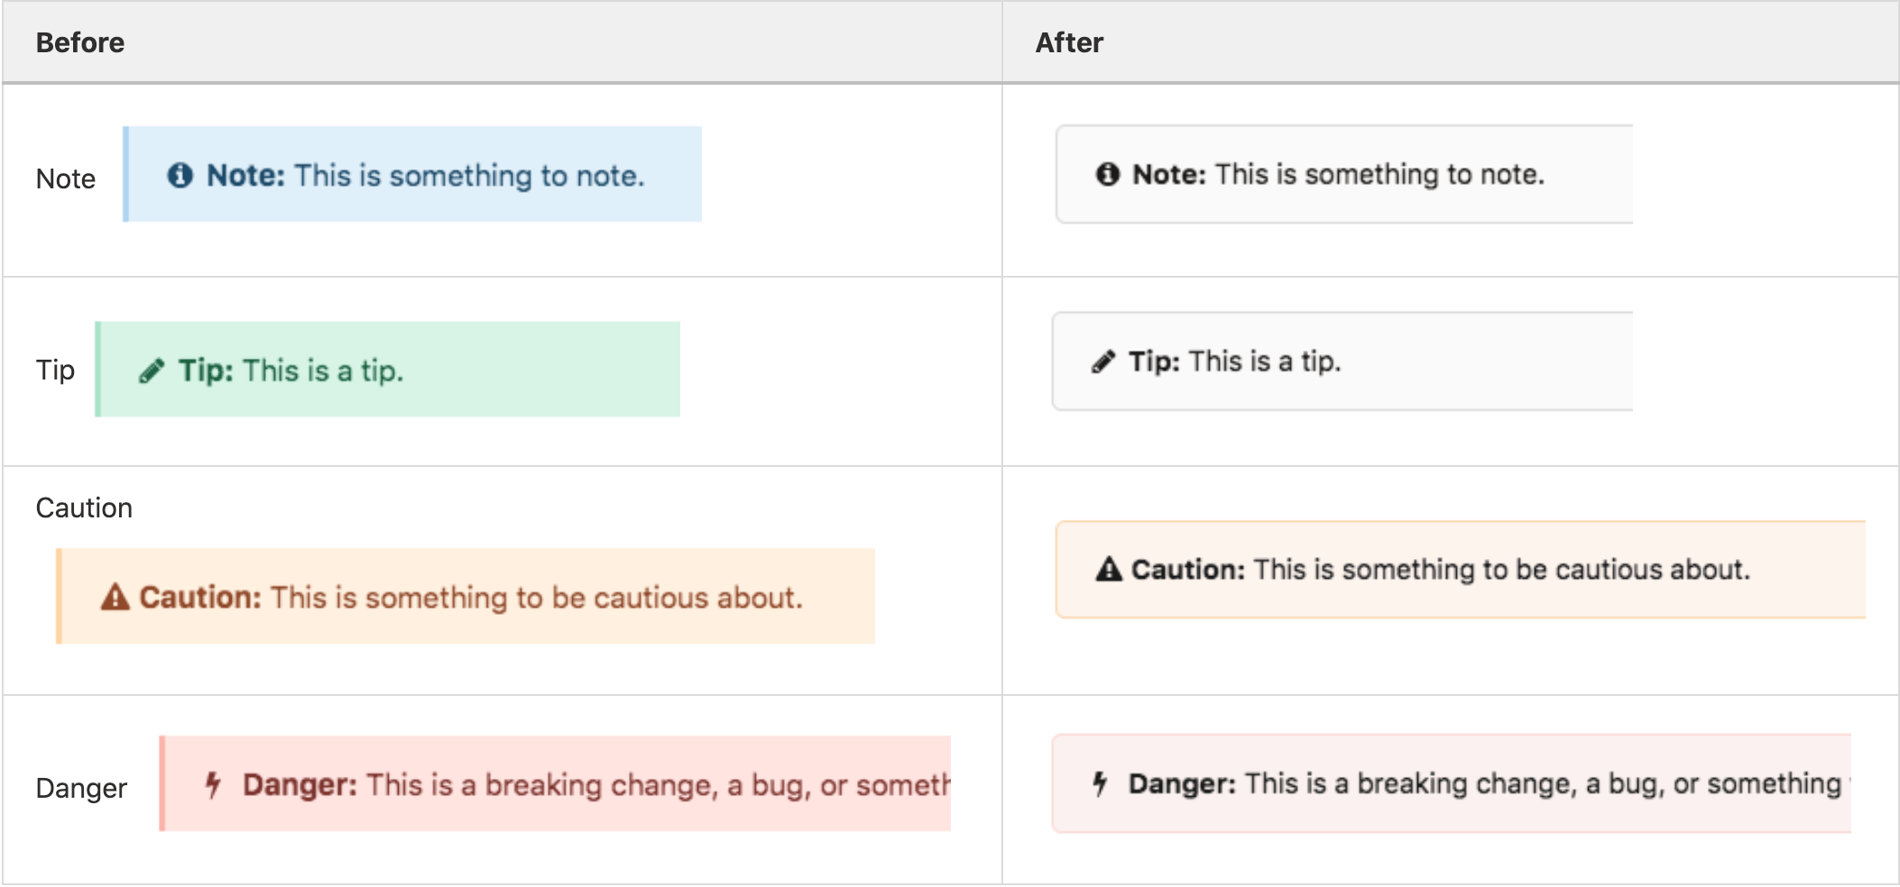 Before After
Note Note: This is something to note. Note: This is something to note.
Tip Tip: This is a tip. Tip: This is a tip.
Caution
Caution: This is something to be cautious about. Caution: This is something to be cautious about.
Danger Danger: This is a breaking change, a bug, or someth Danger: This is a breaking change, a bug, or something